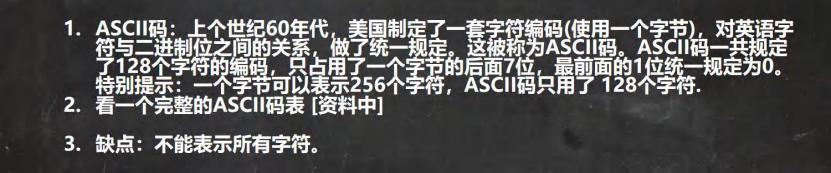 1. ASCII码：上个世纪60年代，美国制定了一套字符编码(使用一个字节)，对英语字
符与二进制位之间的关系，做了统一规定。这被称为ASCII码。ASCII码一共规定
了128个字符的编码，只占用了一个字节的后面7位，最前面的1位统一规定为0。
特别提示：一个字节可以表示256个字符，ASCII码只用了 128个字符.
2. 看一个完整的ASCII码表 [资料中]
3. 缺点：不能表示所有字符。